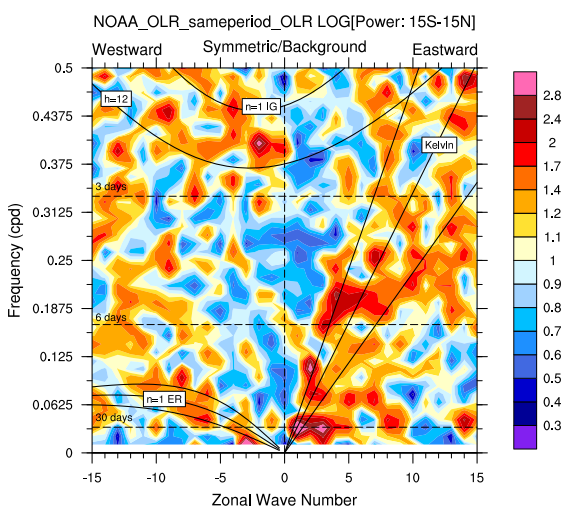 NOAA_OLR_sameperiod_OLR LOG[Power: 15S-15N]
Westward Symmetric/Background Eastward
0.5
0.4375
0.375
0.3125
0.25
0.1875
0.125
0.0625
0
Frequency (cpd)
h=12
n=1 IG
Kelvin
3 days
6 days
n=1 ER
30 days
-15 -10 -5 0 5 10 15
Zonal Wave Number
2.8
2.4
2
1.7
1.4
1.2
1.1
1
0.9
0.8
0.7
0.6
0.5
0.4
0.3